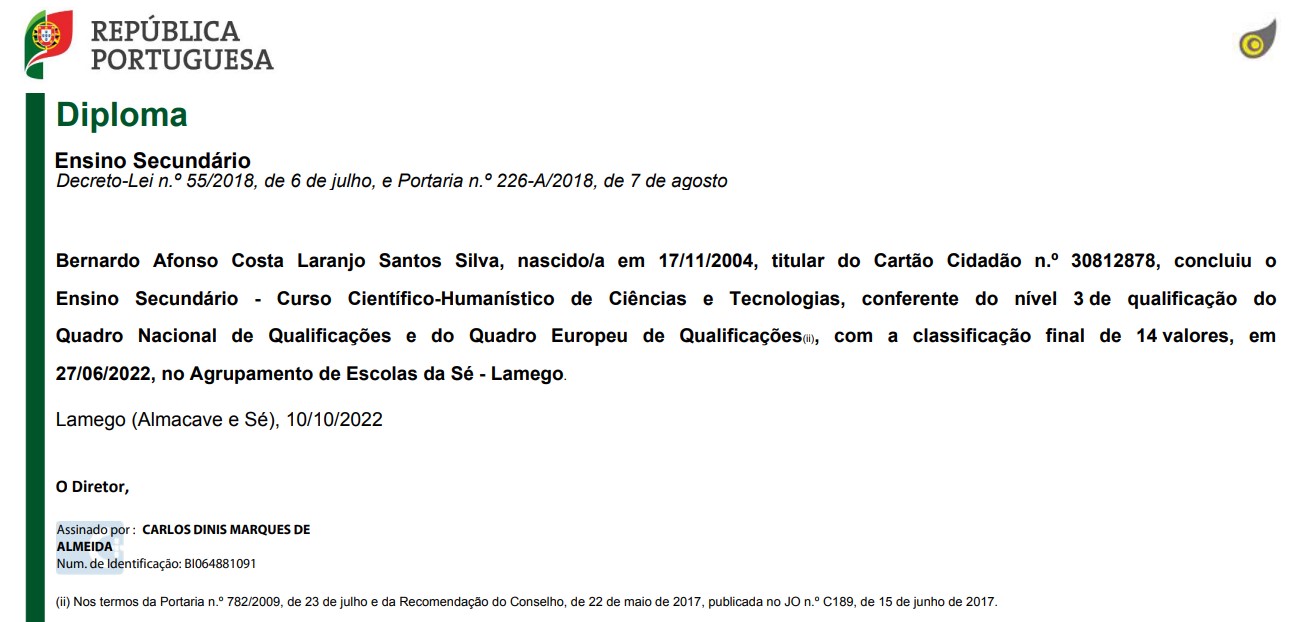 REPÚBLICA
PORTUGUESA
Diploma
Ensino Secundário
Decreto-Lei n.º 55/2018, de 6 de julho, e Portaria n.º 226-A/2018, de 7 de agosto
Bernardo Afonso Costa Laranjo Santos Silva, nascido/a em 17/11/2004, titular do Cartão Cidadão n.º 30812878, concluiu o
Ensino Secundário - Curso Científico-Humanístico de Ciências e Tecnologias, conferente do nível 3 de qualificação do
Quadro Nacional de Qualificações e do Quadro Europeu de Qualificações(ii), com a classificação final de 14 valores, em
27/06/2022, no Agrupamento de Escolas da Sé - Lamego.
Lamego (Almacave e Sé), 10/10/2022
O Diretor,
Assinado por : CARLOS DINIS MARQUES DE
ALMEIDA
Num. de Identificação: BI064881091
(ii) Nos termos da Portaria n.º 782/2009, de 23 de julho e da Recomendação do Conselho, de 22 de maio de 2017, publicada no JO n.º C189, de 15 de junho de 2017.